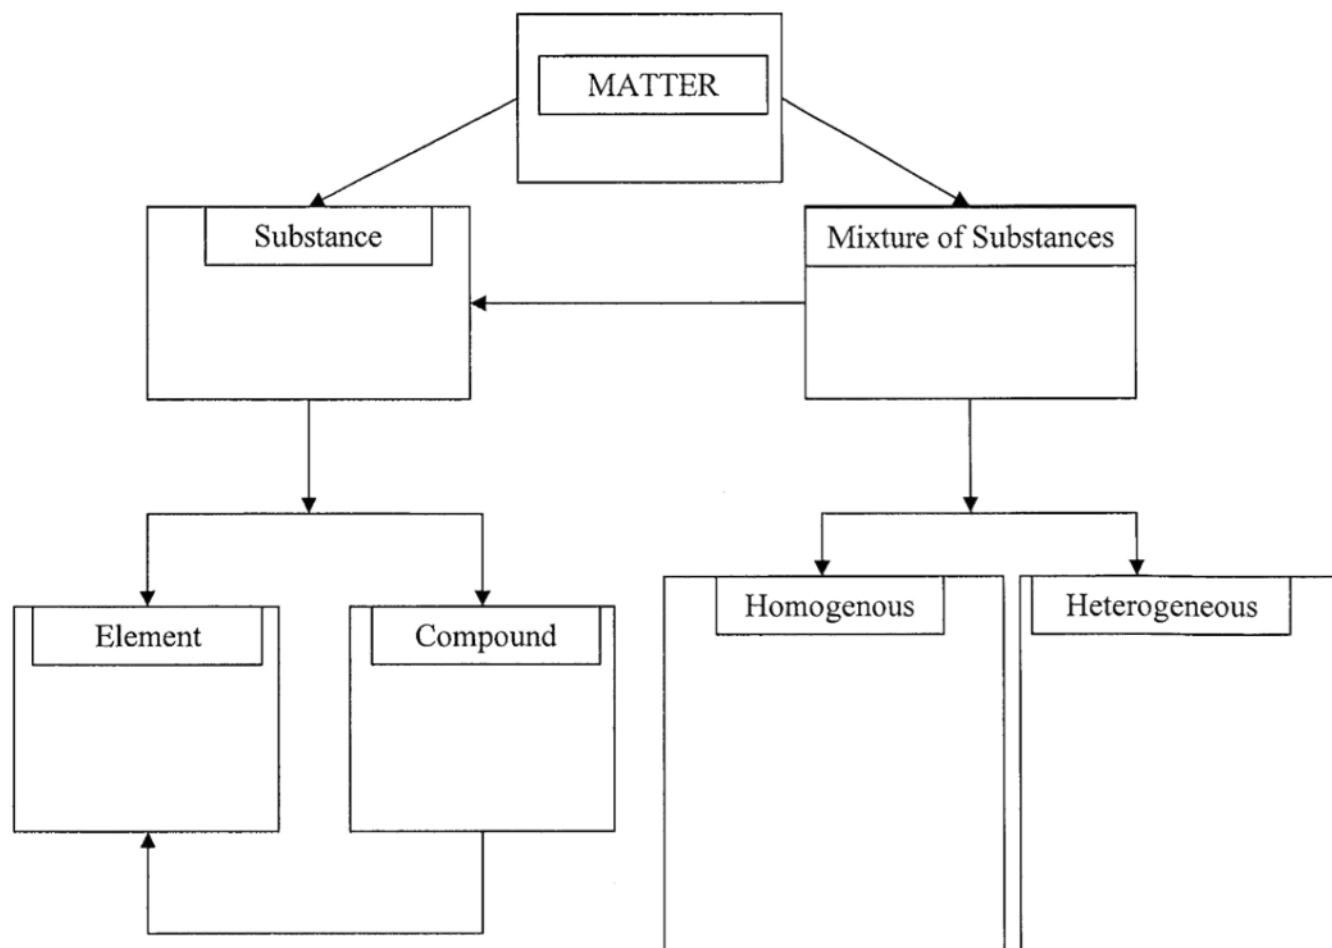 MATTER
Substance
Mixture of Substances
Element
Compound
Homogenous
Heterogeneous